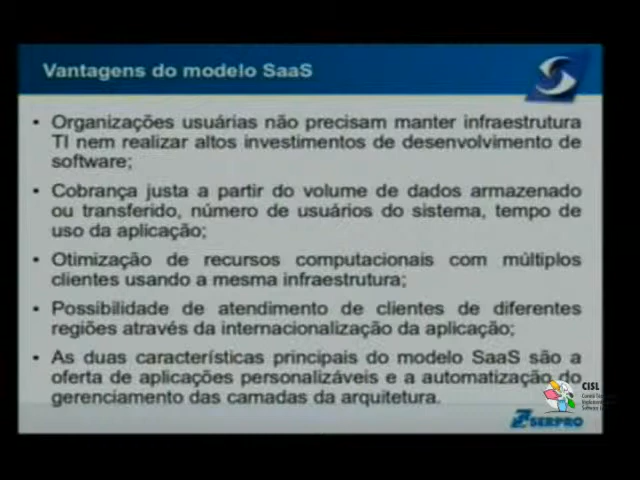 Vantagens do modelo SaaS
• Organizações usuárias não precisam manter infraestrutura
TI nem realizar altos investimentos de desenvolvimento de
software;
• Cobrança justa a partir do volume de dados armazenado
ou transferido, número de usuários do sistema, tempo de
uso da aplicação;
• Otimização de recursos computacionais com múltiplos
clientes usando a mesma infraestrutura;
• Possibilidade de atendimento de clientes de diferentes
regiões através da internacionalização da aplicação;
• As duas características principais do modelo SaaS são a
oferta de aplicações personalizáveis e a automatização do
gerenciamento das camadas da arquitetura.
CISL
SERPRO